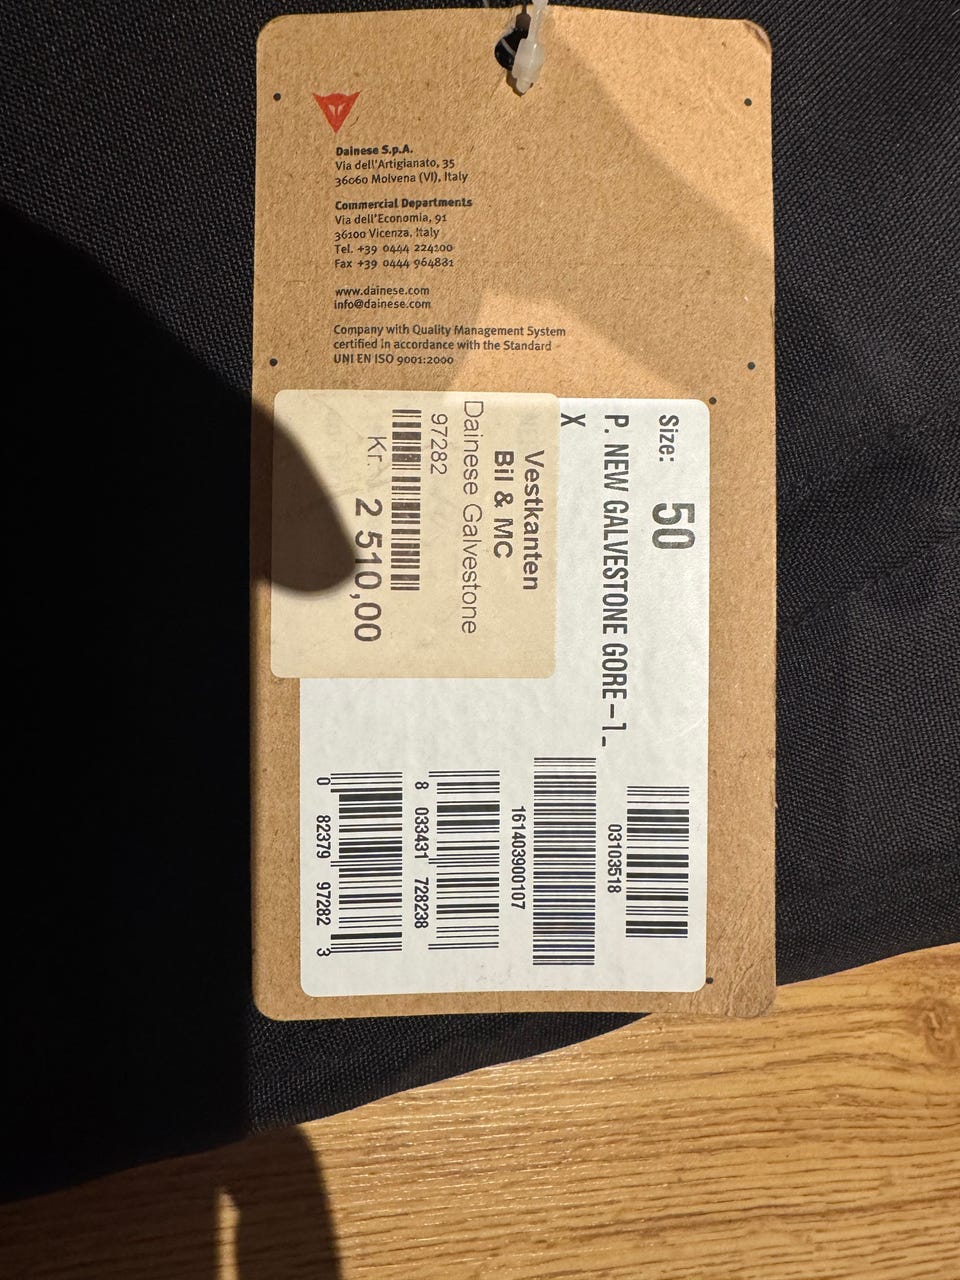 Dainese S.p.A.
Via dell'Artigianato, 35
36060 Molvena (VI), Italy
Commercial Departments
Via dell'Economia, 91
36100 Vicenza, Italy
Tel. +39 0444 224100
Fax +39 0444 964881
www.dainese.com
info@dainese.com
Company with Quality Management System
certified in accordance with the Standard
UNI EN ISO 9001:2000
Size: 50
P. NEW GALVESTONE GORE-1_
X
Vestkanten
Bil & MC
Dainese Galvestone
97282
Kr. 2 510,00
03103518
161403900107
8 033431 728238
0 82379 97282 3